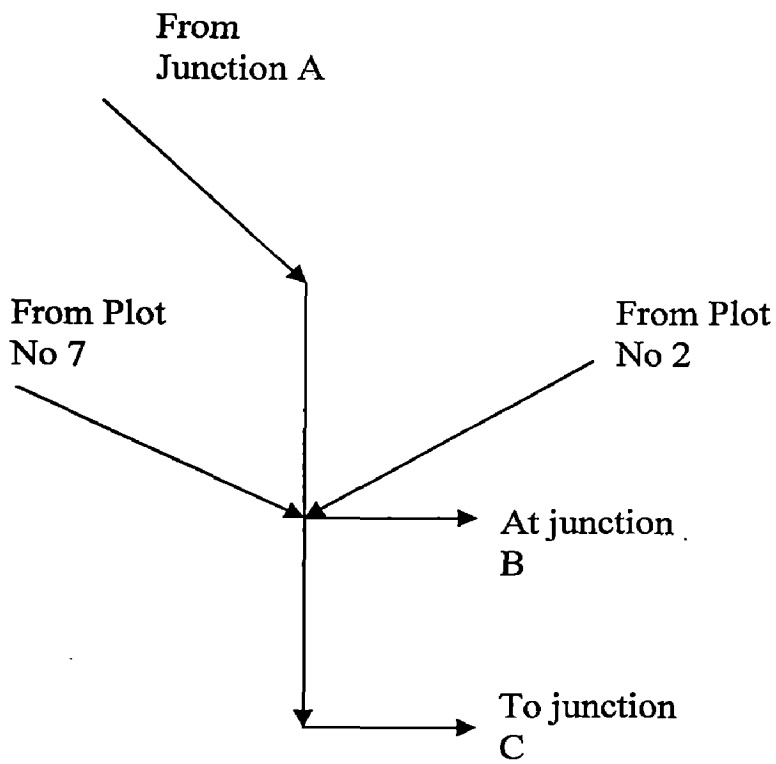 From
Junction A
From Plot
No 7
From Plot
No 2
At junction
B
To junction
C